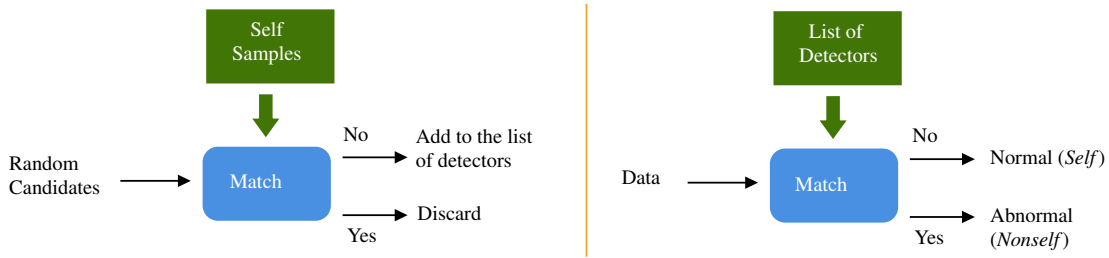 Self
Samples
No
Add to the list
of detectors
Random
Candidates
Match
Discard
Yes
List of
Detectors
No
Normal (Self)
Data
Match
Abnormal
(Nonself)
Yes